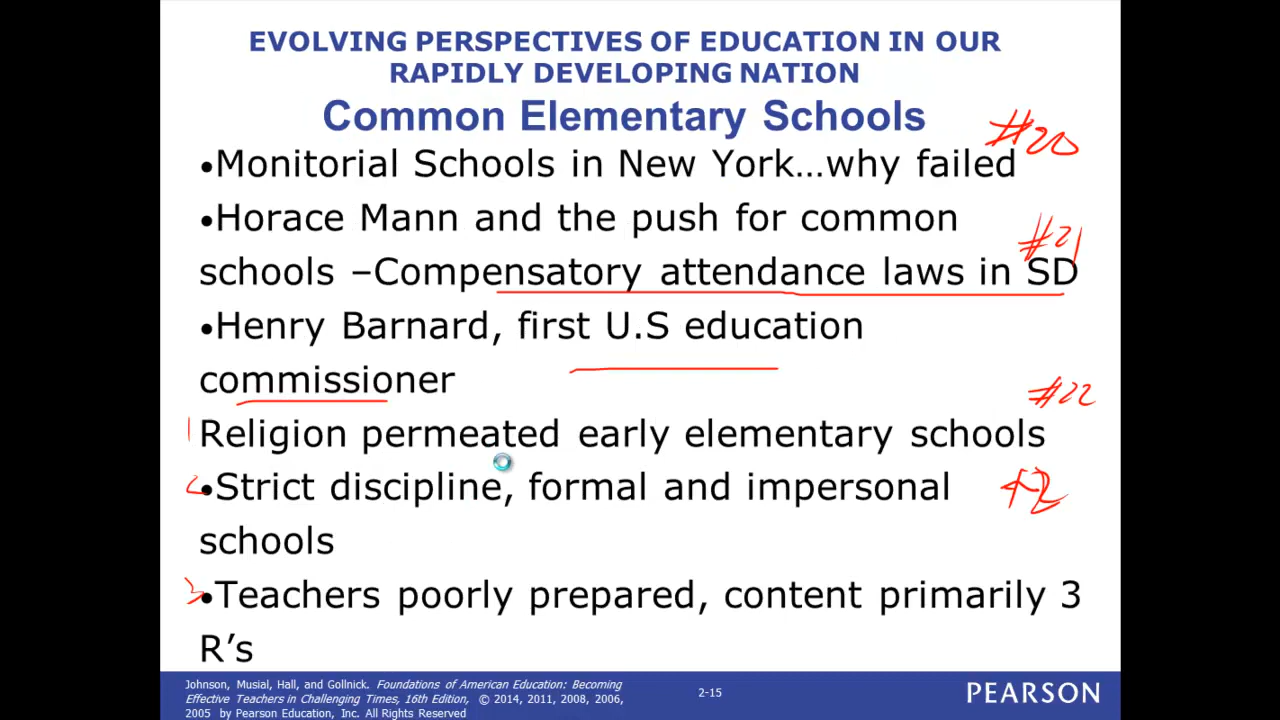 EVOLVING PERSPECTIVES OF EDUCATION IN OUR
RAPIDLY DEVELOPING NATION
Common Elementary Schools
#20
•Monitorial Schools in New York…why failed
•Horace Mann and the push for common
#21
schools –Compensatory attendance laws in SD
•Henry Barnard, first U.S education
commissioner
#22
1 Religion permeated early elementary schools
2 •Strict discipline, formal and impersonal
+2
schools
3 •Teachers poorly prepared, content primarily 3
R’s
Johnson, Musial, Hall, and Gollnick. Foundations of American Education: Becoming
Effective Teachers in Challenging Times, 16th Edition, © 2014, 2011, 2008, 2006,
2005 by Pearson Education, Inc. All Rights Reserved
2-15
PEARSON